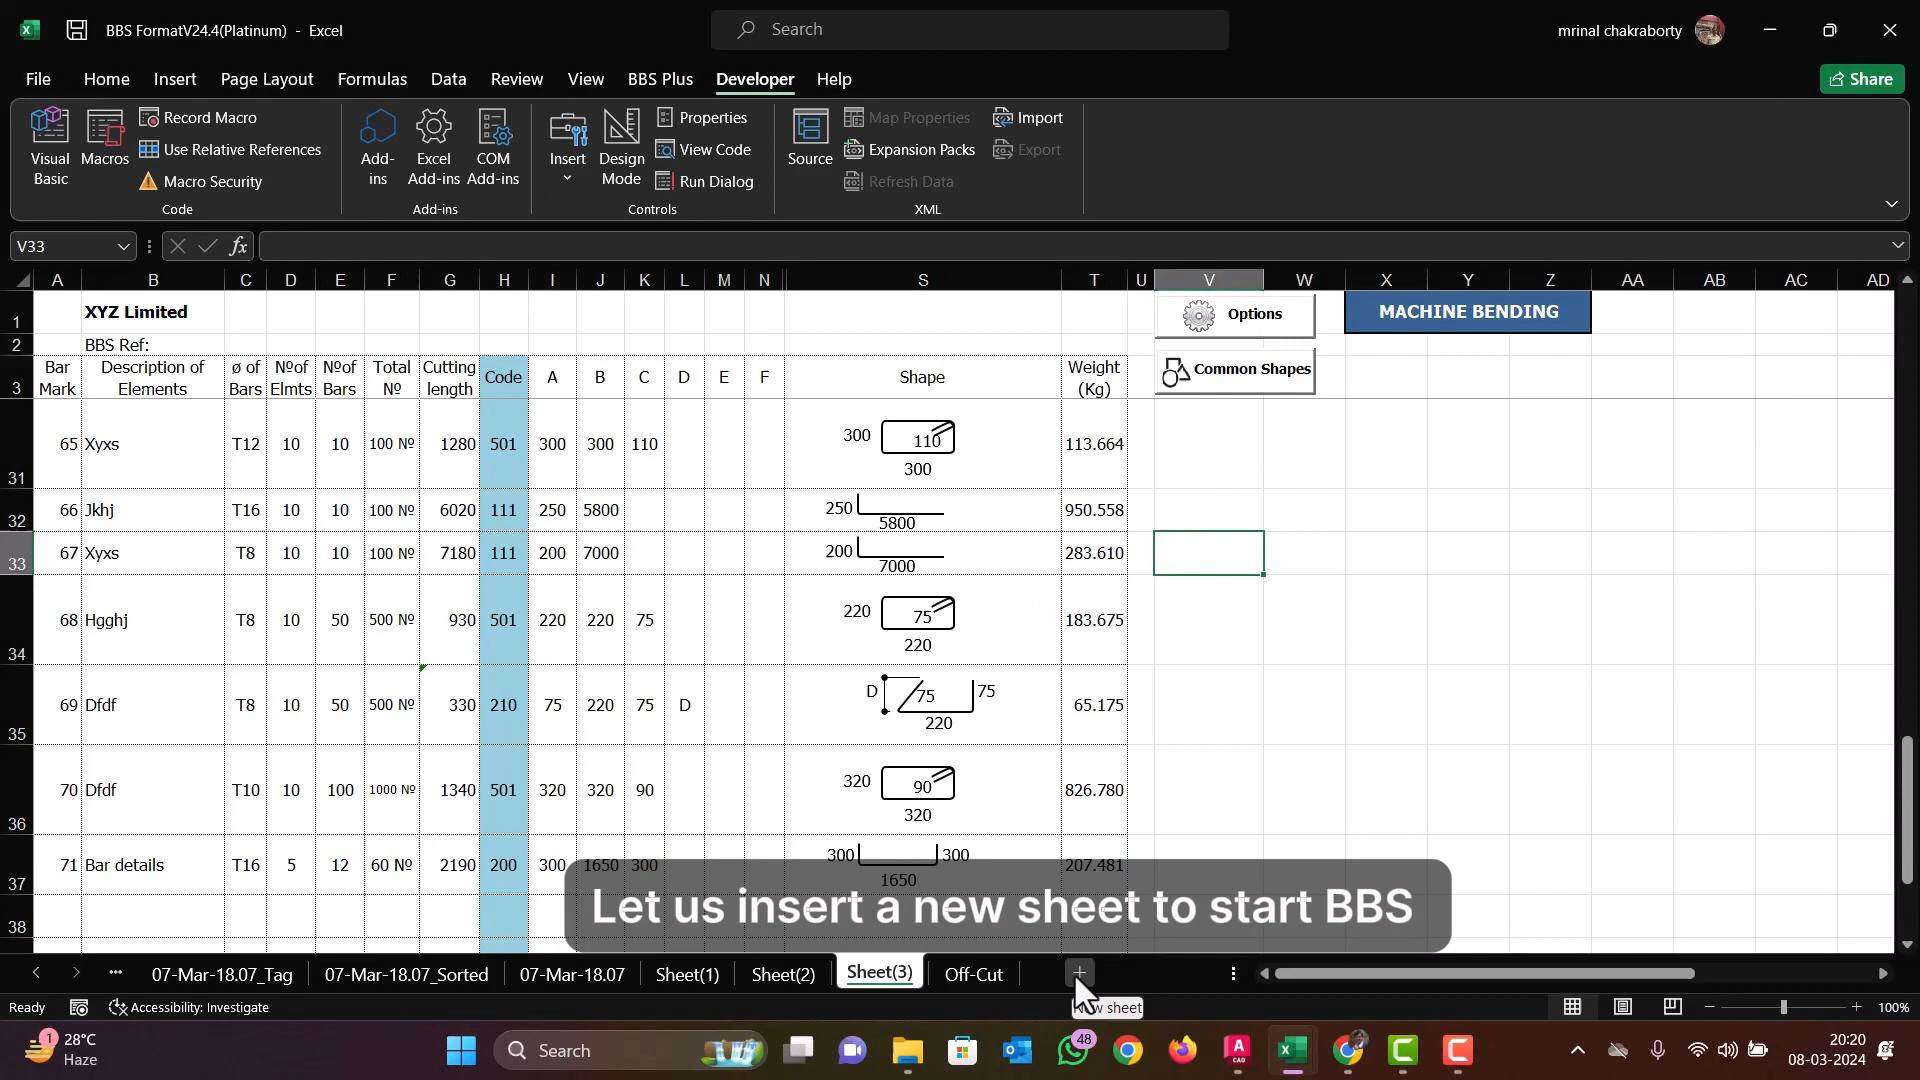 BBS FormatV24.4(Platinum) - Excel
Search
mrinal chakraborty
File Home Insert Page Layout Formulas Data Review View BBS Plus Developer Help
Share
Visual Basic
Macros
Record Macro
Use Relative References
Macro Security
Code
Add-ins
Excel Add-ins
COM Add-ins
Add-ins
Insert
Design Mode
Properties
View Code
Run Dialog
Controls
Source
Map Properties
Expansion Packs
Refresh Data
Import
Export
XML
V33
fx
A B C D E F G H I J K L M N S T U V W X Y Z AA AB AC AD
1 XYZ Limited
Options
MACHINE BENDING
2 BBS Ref:
Common Shapes
3 Bar Mark Description of Elements ø of Bars Nºof Elmts Nºof Bars Total Nº Cutting length Code A B C D E F Shape Weight (Kg)
31 65 Xyxs T12 10 10 100 Nº 1280 501 300 300 110 300 110 300 113.664
32 66 Jkhj T16 10 10 100 Nº 6020 111 250 5800 250 5800 950.558
33 67 Xyxs T8 10 10 100 Nº 7180 111 200 7000 200 7000 283.610
34 68 Hgghj T8 10 50 500 Nº 930 501 220 220 75 220 75 220 183.675
35 69 Dfdf T8 10 50 500 Nº 330 210 75 220 75 D D 75 75 220 65.175
36 70 Dfdf T10 10 100 1000 Nº 1340 501 320 320 90 320 90 320 826.780
37 71 Bar details T16 5 12 60 Nº 2190 200 300 1650 300 300 300 1650 207.481
38
Let us insert a new sheet to start BBS
07-Mar-18.07_Tag 07-Mar-18.07_Sorted 07-Mar-18.07 Sheet(1) Sheet(2) Sheet(3) Off-Cut
sheet
Ready
Accessibility: Investigate
100%
1
28°C
Haze
Search
48
A
CAD
20:20
08-03-2024